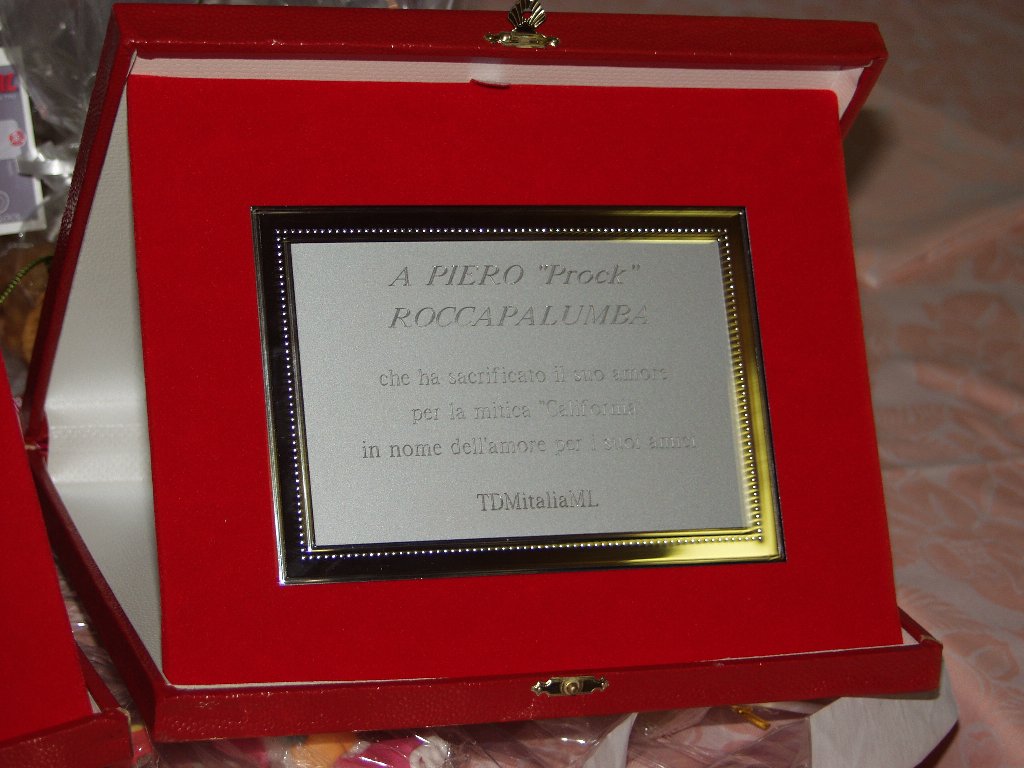 A PIERO "Prock"
ROCCAPALUMBA
che ha sacrificato il suo amore
per la mitica "California"
in nome dell'amore per i suoi amici
TDMitaliaML